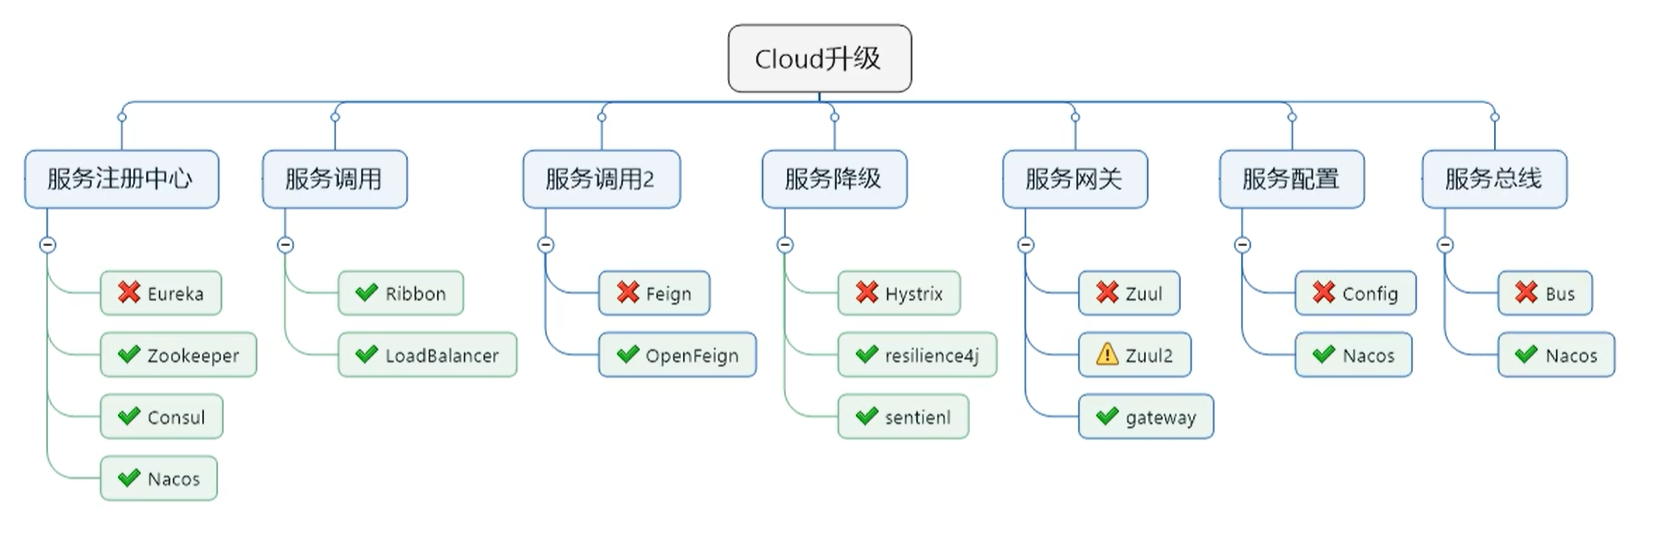 Cloud升级
服务注册中心
Eureka
Zookeeper
Consul
Nacos
服务调用
Ribbon
LoadBalancer
服务调用2
Feign
OpenFeign
服务降级
Hystrix
resilience4j
sentienl
服务网关
Zuul
Zuul2
gateway
服务配置
Config
Nacos
服务总线
Bus
Nacos